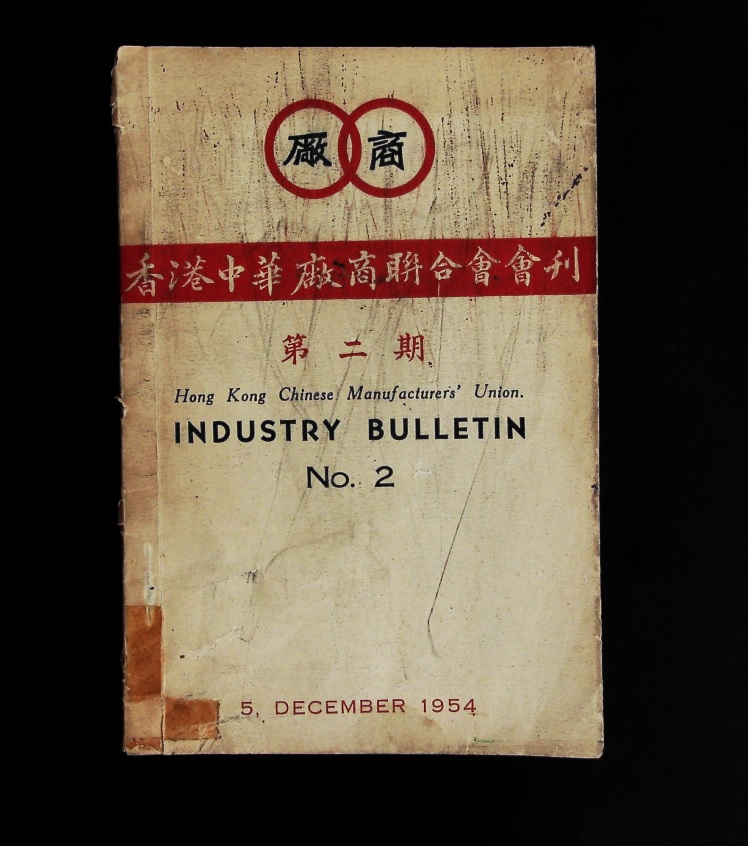 廠商
香港中華廠商聯合會會刊
第二期
Hong Kong Chinese Manufacturers' Union.
INDUSTRY BULLETIN
No. 2
5, DECEMBER 1954